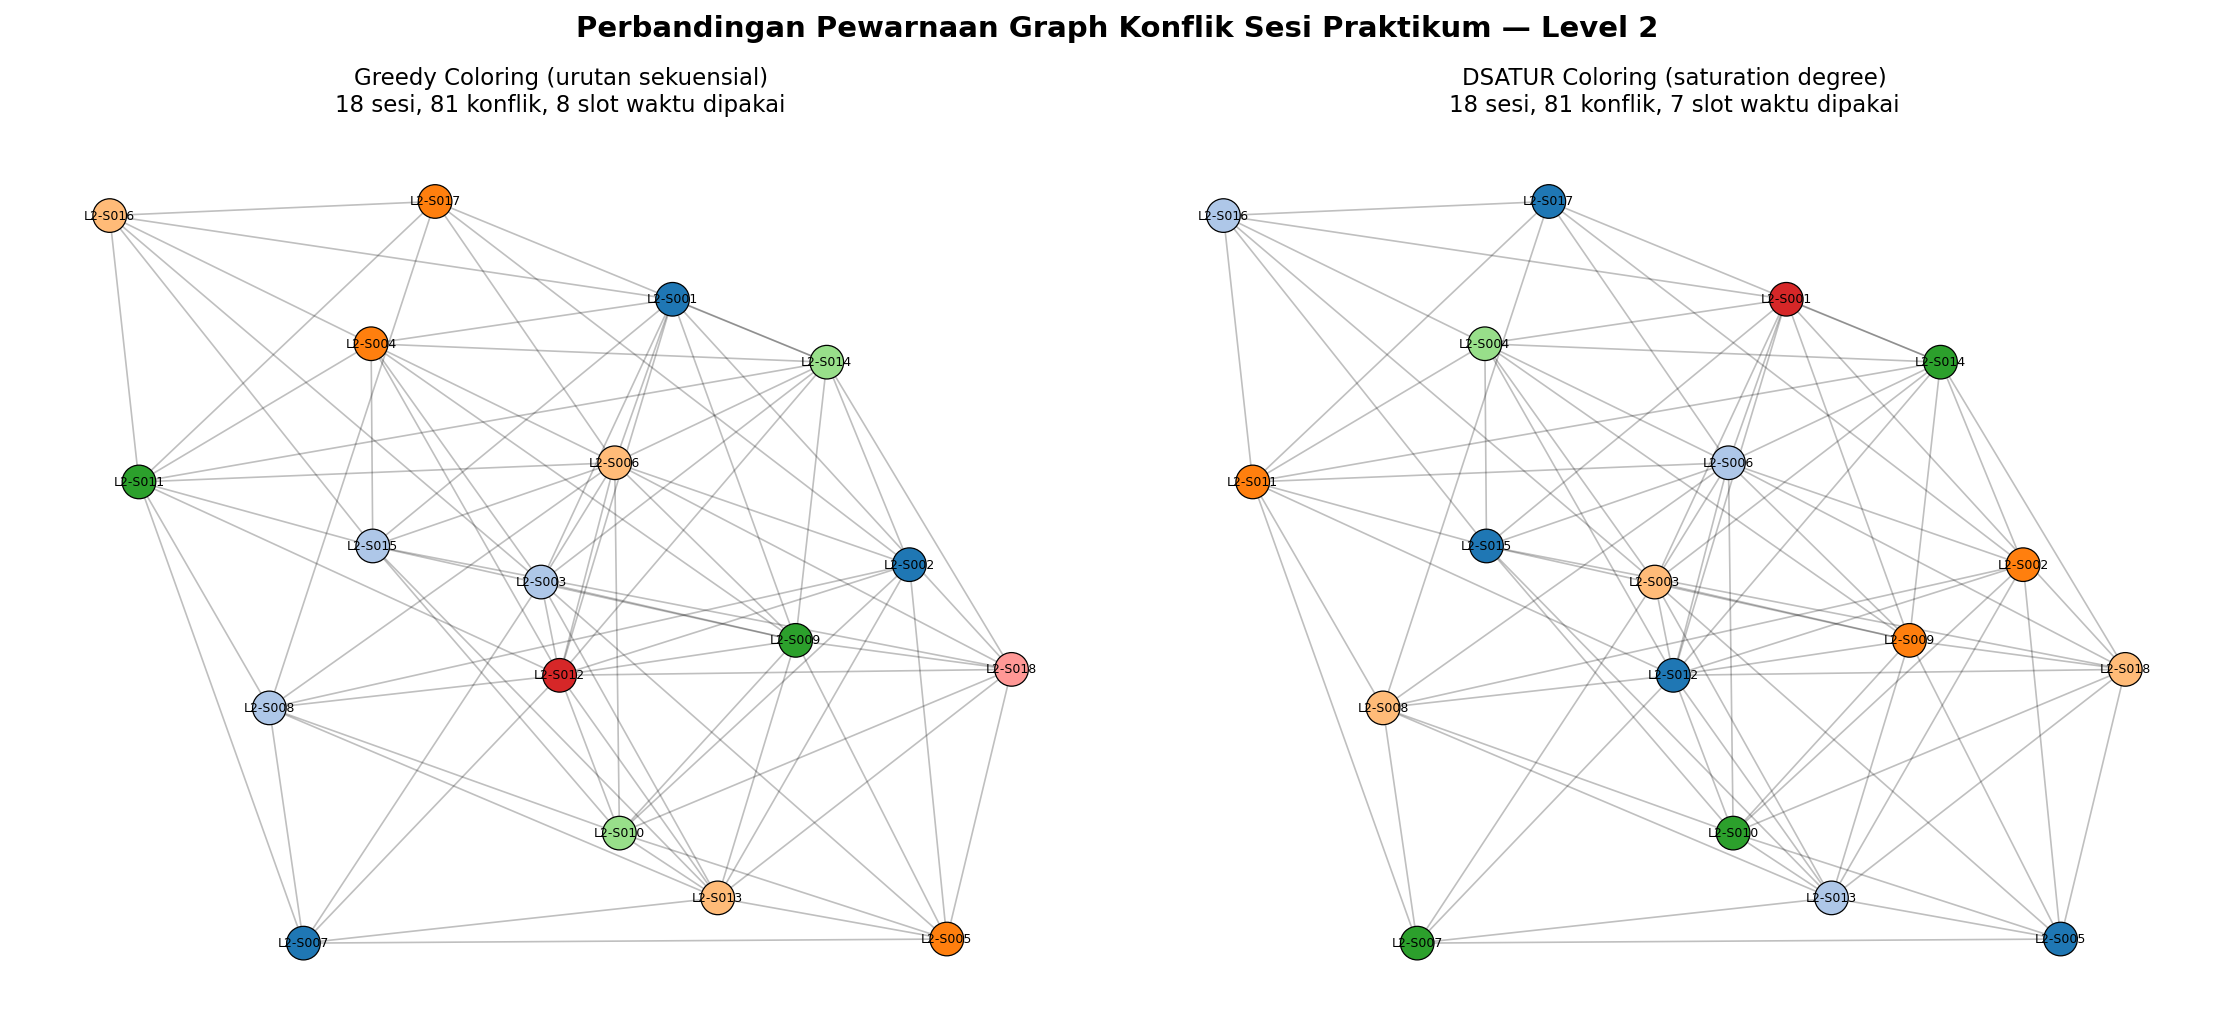 Perbandingan Pewarnaan Graph Konflik Sesi Praktikum — Level 2
Greedy Coloring (urutan sekuensial)
18 sesi, 81 konflik, 8 slot waktu dipakai
L2-S016
L2-S017
L2-S001
L2-S004
L2-S014
L2-S006
L2-S011
L2-S015
L2-S003
L2-S002
L2-S009
L2-S012
L2-S018
L2-S008
L2-S010
L2-S013
L2-S007
L2-S005
DSATUR Coloring (saturation degree)
18 sesi, 81 konflik, 7 slot waktu dipakai
L2-S016
L2-S017
L2-S001
L2-S004
L2-S014
L2-S006
L2-S011
L2-S015
L2-S003
L2-S002
L2-S009
L2-S012
L2-S018
L2-S008
L2-S010
L2-S013
L2-S007
L2-S005